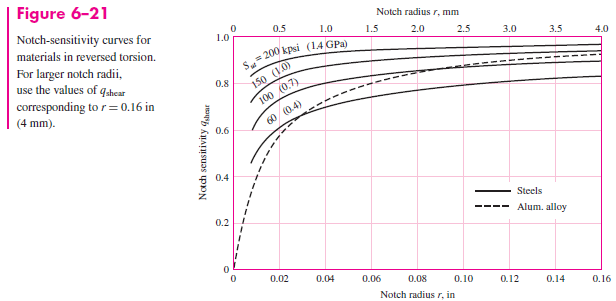 Figure 6–21
Notch-sensitivity curves for
materials in reversed torsion.
For larger notch radii,
use the values of qshear
corresponding to r = 0.16 in
(4 mm).
Notch radius r, mm
0 0.5 1.0 1.5 2.0 2.5 3.0 3.5 4.0
1.0
0.8
0.6
0.4
0.2
0
Notch sensitivity qshear
Sut = 200 kpsi (1.4 GPa)
150 (1.0)
100 (0.7)
60 (0.4)
Steels
Alum. alloy
0 0.02 0.04 0.06 0.08 0.10 0.12 0.14 0.16
Notch radius r, in